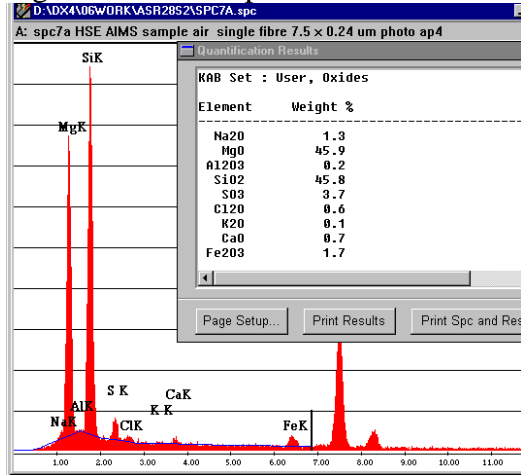 D:\DX4\06WORK\ASR28S2\SPC7A.spc
A: spc7a HSE AIMS sample air single fibre 7.5 x 0.24 um photo ap4
Quantification Results
KAB Set : User, Oxides
Element Weight %
Na2O 1.3
MgO 45.9
Al2O3 0.2
SiO2 45.8
SO3 3.7
Cl2O 0.6
K2O 0.1
CaO 0.7
Fe2O3 1.7
Page Setup... Print Results Print Spc and Res
SiK
MgK
NaK
AlK
S K
ClK
K K
CaK
FeK
1.00 2.00 3.00 4.00 5.00 6.00 7.00 8.00 9.00 10.00 11.00